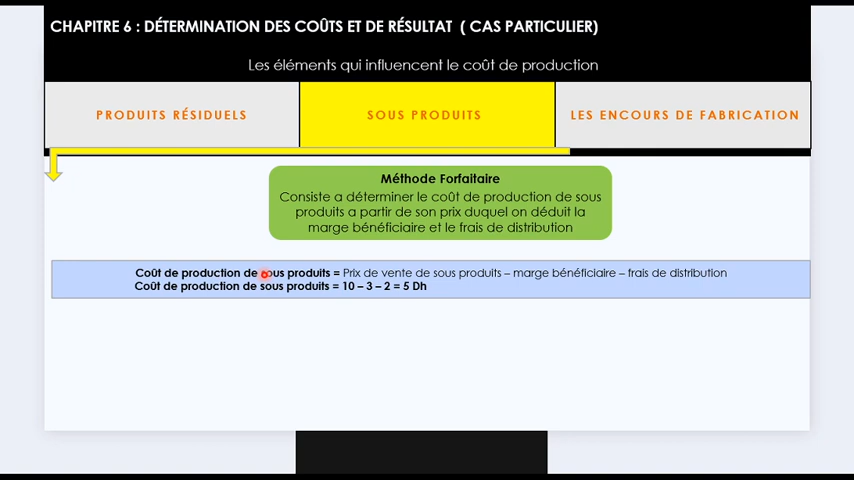 CHAPITRE 6 : DÉTERMINATION DES COÛTS ET DE RÉSULTAT ( CAS PARTICULIER)
Les éléments qui influencent le coût de production
PRODUITS RÉSIDUELS
SOUS PRODUITS
LES ENCOURS DE FABRICATION
Méthode Forfaitaire
Consiste a déterminer le coût de production de sous
produits a partir de son prix duquel on déduit la
marge bénéficiaire et le frais de distribution
Coût de production de sous produits = Prix de vente de sous produits – marge bénéficiaire – frais de distribution
Coût de production de sous produits = 10 – 3 – 2 = 5 Dh